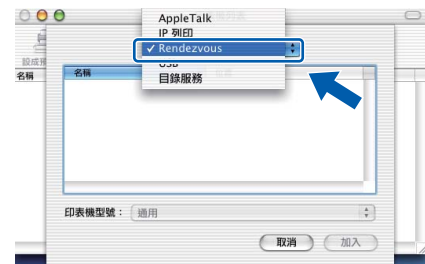 AppleTalk
IP 列印
✓ Rendezvous
USB
目錄服務
設成預
名稱
名稱
印表機型號： 通用
取消 加入